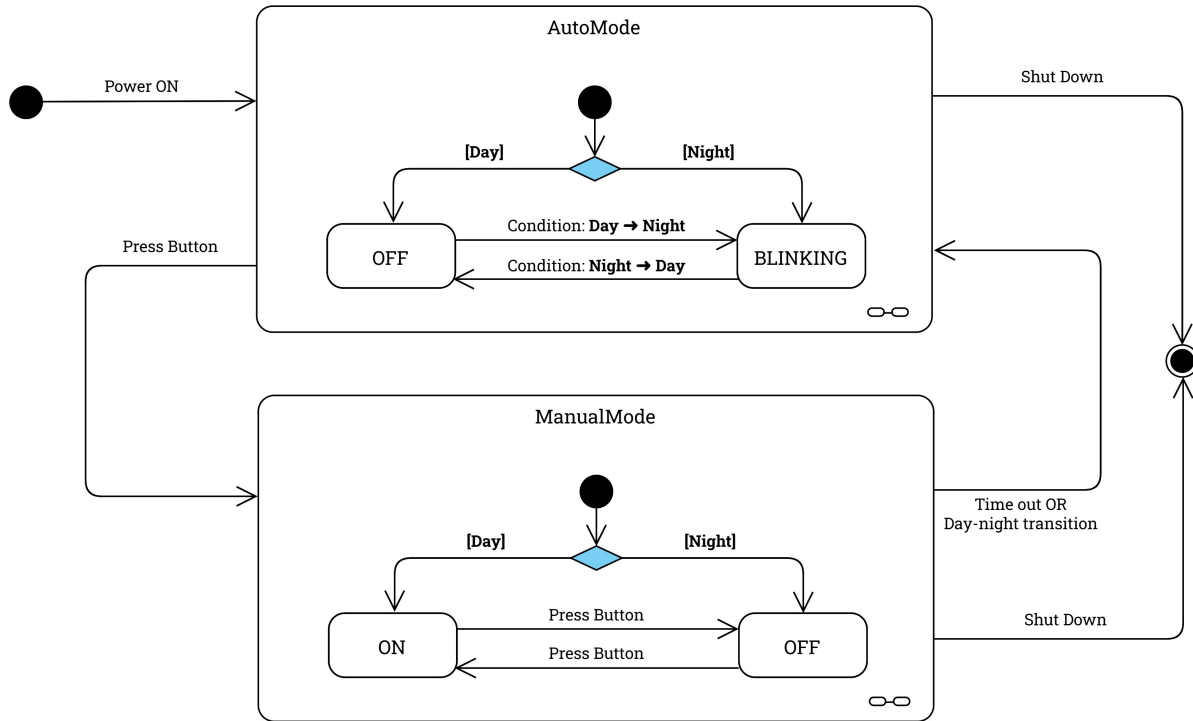 AutoMode
Power ON
Shut Down
[Day]
[Night]
Condition: Day ➜ Night
Press Button
OFF
BLINKING
Condition: Night ➜ Day
ManualMode
Time out OR
Day-night transition
[Day]
[Night]
Press Button
Shut Down
ON
OFF
Press Button